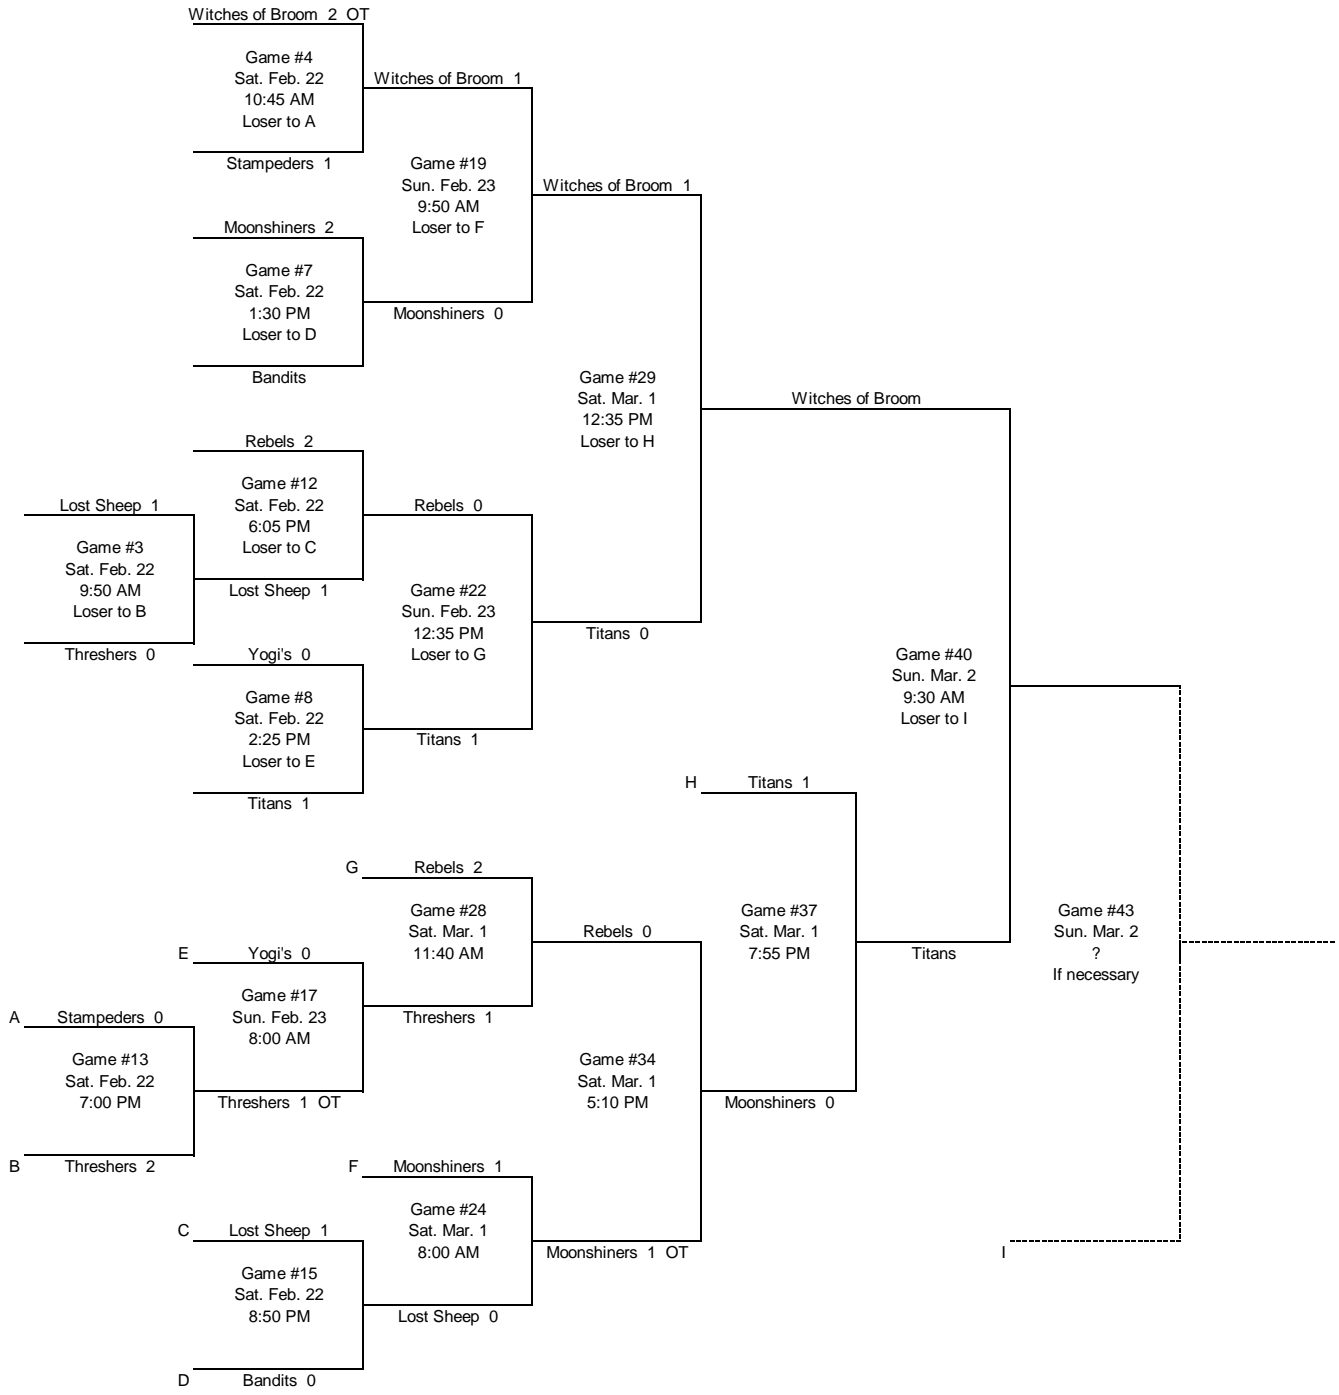 Witches of Broom 2 OT
Game #4
Sat. Feb. 22
10:45 AM
Loser to A
Stampeders 1
Witches of Broom 1
Game #19
Sun. Feb. 23
9:50 AM
Loser to F
Moonshiners 0
Moonshiners 2
Game #7
Sat. Feb. 22
1:30 PM
Loser to D
Bandits
Witches of Broom 1
Game #29
Sat. Mar. 1
12:35 PM
Loser to H
Titans 0
Rebels 2
Game #12
Sat. Feb. 22
6:05 PM
Loser to C
Lost Sheep 1
Lost Sheep 1
Game #3
Sat. Feb. 22
9:50 AM
Loser to B
Threshers 0
Rebels 0
Game #22
Sun. Feb. 23
12:35 PM
Loser to G
Titans 1
Yogi's 0
Game #8
Sat. Feb. 22
2:25 PM
Loser to E
Titans 1
Witches of Broom
Game #40
Sun. Mar. 2
9:30 AM
Loser to I
Titans
H Titans 1
Game #37
Sat. Mar. 1
7:55 PM
Moonshiners 0
G Rebels 2
Game #28
Sat. Mar. 1
11:40 AM
Threshers 1
Rebels 0
Game #34
Sat. Mar. 1
5:10 PM
Moonshiners 1 OT
E Yogi's 0
Game #17
Sun. Feb. 23
8:00 AM
Threshers 1 OT
A Stampeders 0
Game #13
Sat. Feb. 22
7:00 PM
B Threshers 2
F Moonshiners 1
Game #24
Sat. Mar. 1
8:00 AM
Lost Sheep 0
C Lost Sheep 1
Game #15
Sat. Feb. 22
8:50 PM
D Bandits 0
Game #43
Sun. Mar. 2
?
If necessary
I